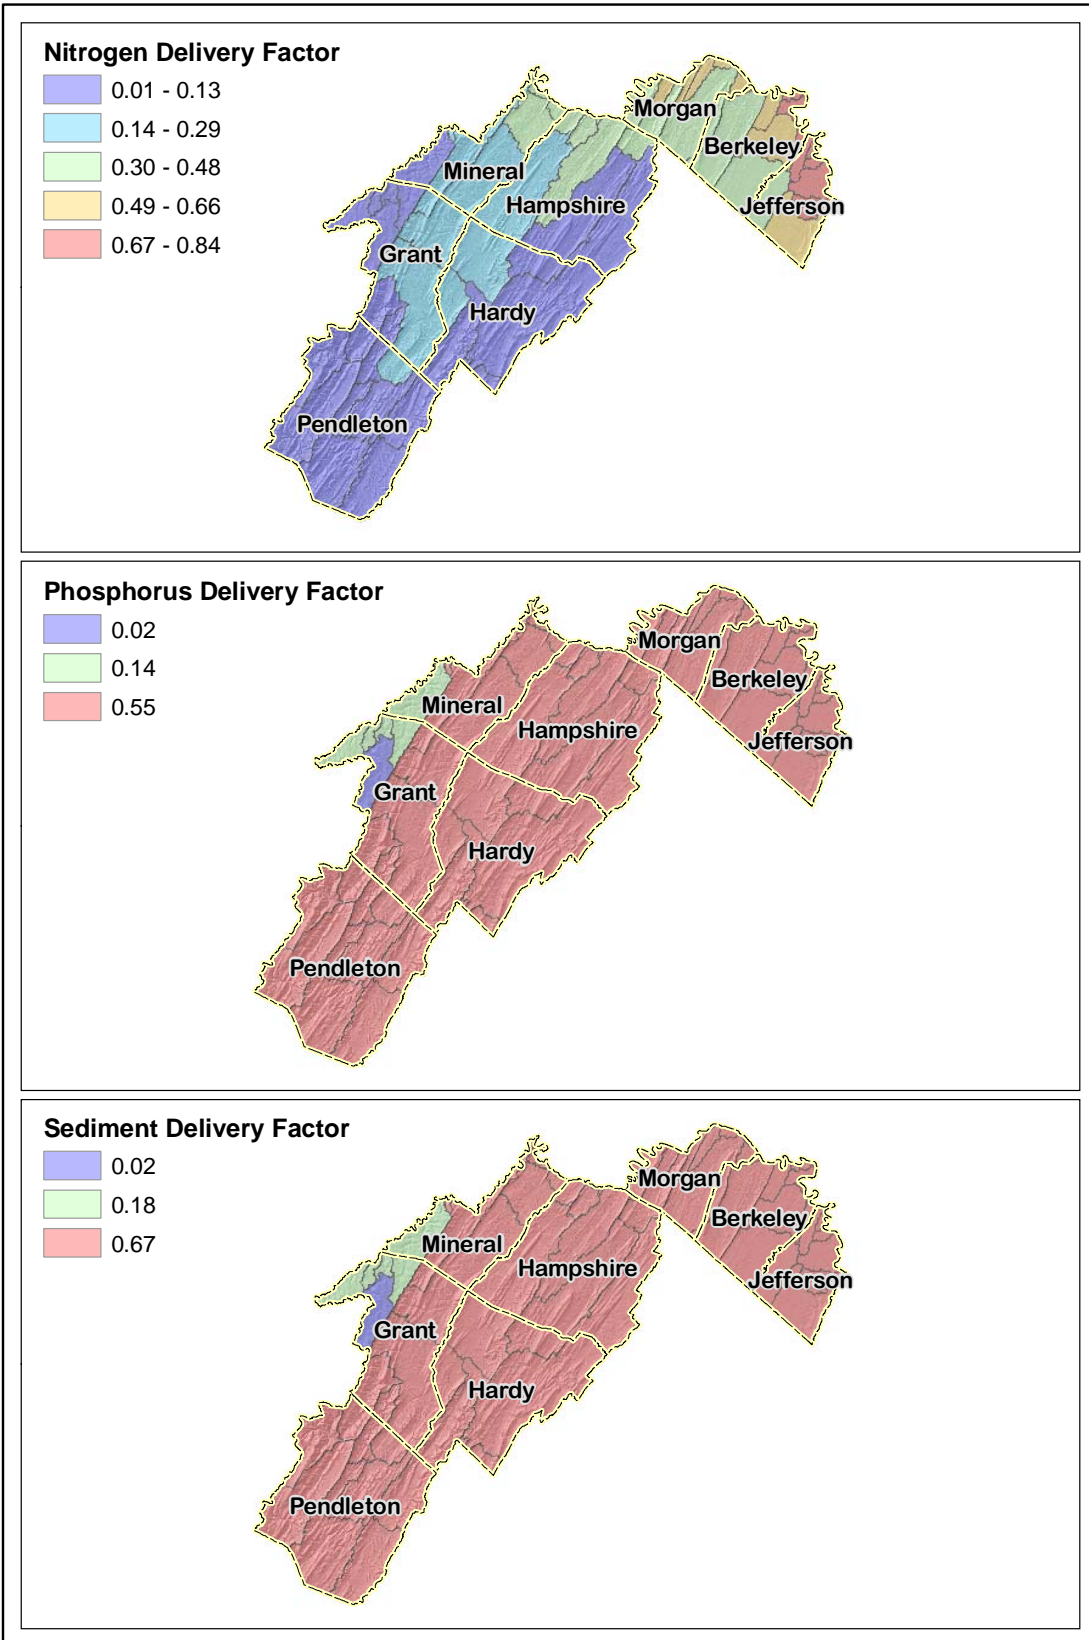 Nitrogen Delivery Factor
0.01 - 0.13
0.14 - 0.29
0.30 - 0.48
0.49 - 0.66
0.67 - 0.84
Morgan
Berkeley
Mineral
Hampshire
Jefferson
Grant
Hardy
Pendleton
Phosphorus Delivery Factor
0.02
0.14
0.55
Morgan
Berkeley
Mineral
Hampshire
Jefferson
Grant
Hardy
Pendleton
Sediment Delivery Factor
0.02
0.18
0.67
Morgan
Berkeley
Mineral
Hampshire
Jefferson
Grant
Hardy
Pendleton